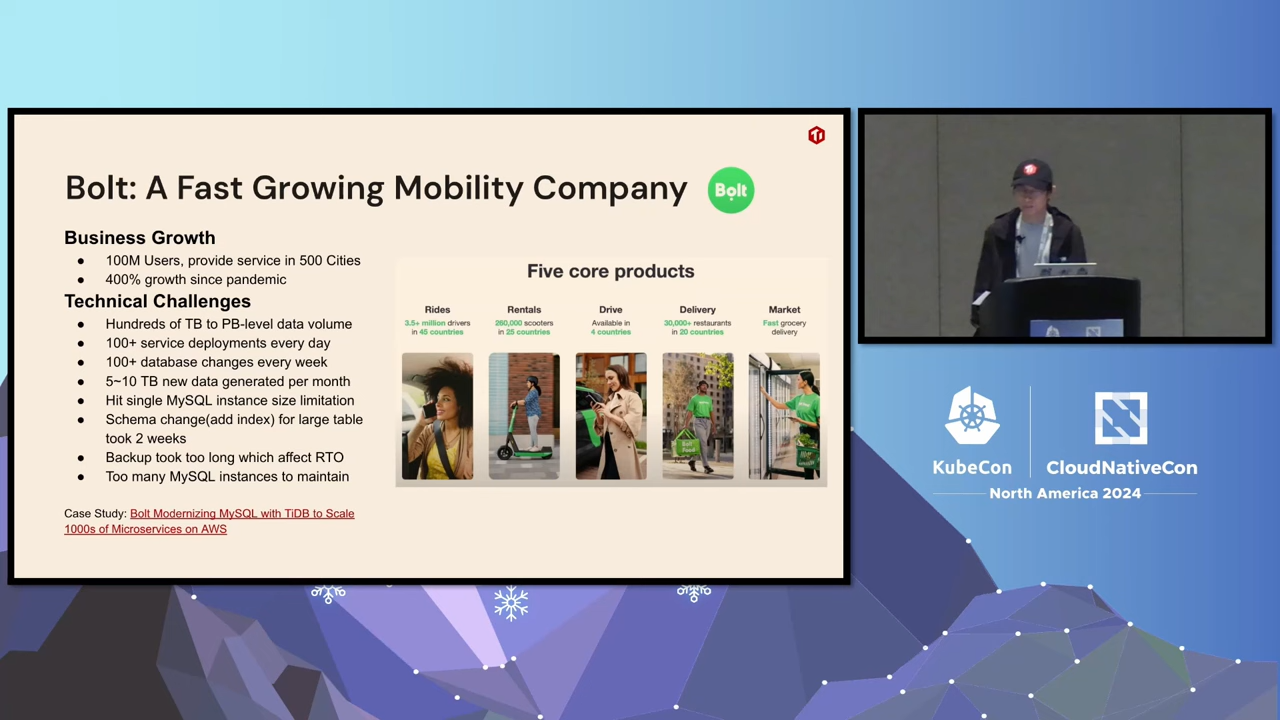 Bolt: A Fast Growing Mobility Company
Bolt
Business Growth
● 100M Users, provide service in 500 Cities
● 400% growth since pandemic
Technical Challenges
● Hundreds of TB to PB-level data volume
● 100+ service deployments every day
● 100+ database changes every week
● 5~10 TB new data generated per month
● Hit single MySQL instance size limitation
● Schema change(add index) for large table
took 2 weeks
● Backup took too long which affect RTO
● Too many MySQL instances to maintain
Case Study: Bolt Modernizing MySQL with TiDB to Scale
1000s of Microservices on AWS
Five core products
Rides
3.5+ million drivers
in 45 countries
Rentals
260,000 scooters
in 25 countries
Drive
Available in
4 countries
Delivery
30,000+ restaurants
in 20 countries
Market
Fast grocery
delivery
KubeCon
CloudNativeCon
North America 2024